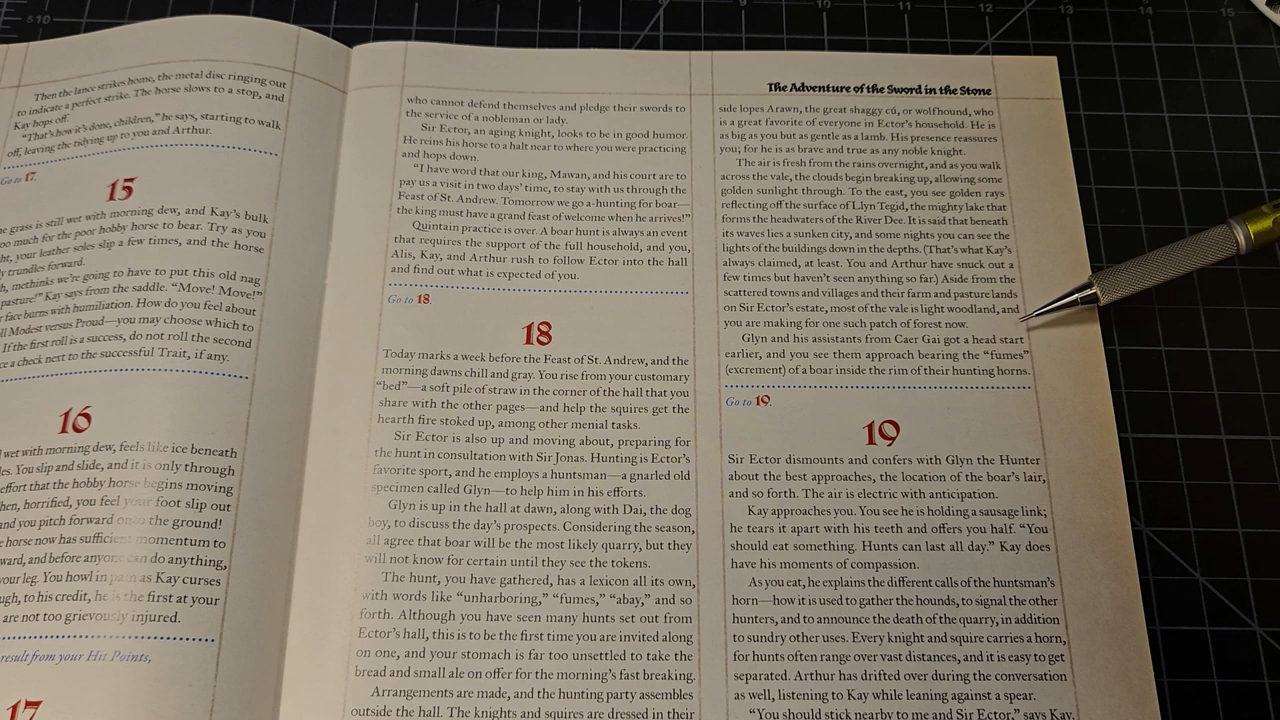 5 10
8
9
10
11
12
13
14
15
Then the lance strikes home, the metal disc ringing out
to indicate a perfect strike. The horse slows to a stop, and
Kay hops off.
“That’s how it’s done, children,” he says, starting to walk
off, leaving the tidying up to you and Arthur.
Go to 17.
15
e grass is still wet with morning dew, and Kay’s bulk
oo much for the poor hobby horse to bear. Try as you
, your leather soles slip a few times, and the horse
y trundles forward.
h, methinks we’re going to have to put this old nag
pasture!” Kay says from the saddle. “Move! Move!”
r face burns with humiliation. How do you feel about
ll Modest versus Proud—you may choose which to
If the first roll is a success, do not roll the second
ce a check next to the successful Trait, if any.
16
wet with morning dew, feels like ice beneath
les. You slip and slide, and it is only through
effort that the hobby horse begins moving
hen, horrified, you feel your foot slip out
and you pitch forward onto the ground!
e horse now has sufficient momentum to
ward, and before anyone can do anything,
your leg. You howl in pain as Kay curses
ugh, to his credit, he is the first at your
are not too grievously injured.
result from your Hit Points,
17
who cannot defend themselves and pledge their swords to
the service of a nobleman or lady.
Sir Ector, an aging knight, looks to be in good humor.
He reins his horse to a halt near to where you were practicing
and hops down.
“I have word that our king, Mawan, and his court are to
pay us a visit in two days’ time, to stay with us through the
Feast of St. Andrew. Tomorrow we go a-hunting for boar—
the king must have a grand feast of welcome when he arrives!”
Quintain practice is over. A boar hunt is always an event
that requires the support of the full household, and you,
Alis, Kay, and Arthur rush to follow Ector into the hall
and find out what is expected of you.
Go to 18.
18
Today marks a week before the Feast of St. Andrew, and the
morning dawns chill and gray. You rise from your customary
“bed”—a soft pile of straw in the corner of the hall that you
share with the other pages—and help the squires get the
hearth fire stoked up, among other menial tasks.
Sir Ector is also up and moving about, preparing for
the hunt in consultation with Sir Jonas. Hunting is Ector’s
favorite sport, and he employs a huntsman—a gnarled old
specimen called Glyn—to help him in his efforts.
Glyn is up in the hall at dawn, along with Dai, the dog
boy, to discuss the day’s prospects. Considering the season,
all agree that boar will be the most likely quarry, but they
will not know for certain until they see the tokens.
The hunt, you have gathered, has a lexicon all its own,
with words like “unharboring,” “fumes,” “abay,” and so
forth. Although you have seen many hunts set out from
Ector’s hall, this is to be the first time you are invited along
on one, and your stomach is far too unsettled to take the
bread and small ale on offer for the morning’s fast breaking.
Arrangements are made, and the hunting party assembles
outside the hall. The knights and squires are dressed in their
The Adventure of the Sword in the Stone
side lopes Arawn, the great shaggy cú, or wolfhound, who
is a great favorite of everyone in Ector’s household. He is
as big as you but as gentle as a lamb. His presence reassures
you; for he is as brave and true as any noble knight.
The air is fresh from the rains overnight, and as you walk
across the vale, the clouds begin breaking up, allowing some
golden sunlight through. To the east, you see golden rays
reflecting off the surface of Llyn Tegid, the mighty lake that
forms the headwaters of the River Dee. It is said that beneath
its waves lies a sunken city, and some nights you can see the
lights of the buildings down in the depths. (That’s what Kay’s
always claimed, at least. You and Arthur have snuck out a
few times but haven’t seen anything so far.) Aside from the
scattered towns and villages and their farm and pasture lands
on Sir Ector’s estate, most of the vale is light woodland, and
you are making for one such patch of forest now.
Glyn and his assistants from Caer Gai got a head start
earlier, and you see them approach bearing the “fumes”
(excrement) of a boar inside the rim of their hunting horns.
Go to 19.
19
Sir Ector dismounts and confers with Glyn the Hunter
about the best approaches, the location of the boar’s lair,
and so forth. The air is electric with anticipation.
Kay approaches you. You see he is holding a sausage link;
he tears it apart with his teeth and offers you half. “You
should eat something. Hunts can last all day.” Kay does
have his moments of compassion.
As you eat, he explains the different calls of the huntsman’s
horn—how it is used to gather the hounds, to signal the other
hunters, and to announce the death of the quarry, in addition
to sundry other uses. Every knight and squire carries a horn,
for hunts often range over vast distances, and it is easy to get
separated. Arthur has drifted over during the conversation
as well, listening to Kay while leaning against a spear.
“You should stick nearby to me and Sir Ector,” says Kay.